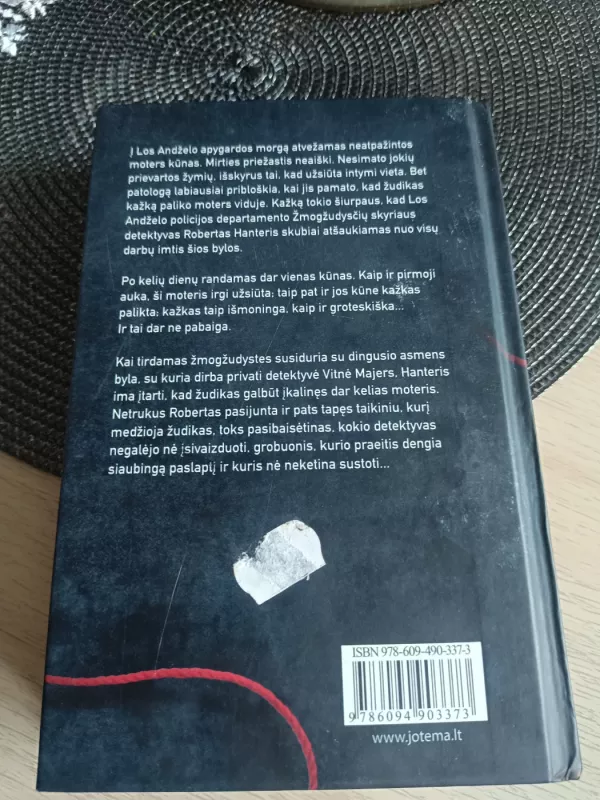 Į Los Andželo apygardos morgą atvežamas neatpažintos
moters kūnas. Mirties priežastis neaiški. Nesimato jokių
prievartos žymių, išskyrus tai, kad užsiūta intymi vieta. Bet
patologą labiausiai pribloškia, kai jis pamato, kad žudikas
kažką paliko moters viduje. Kažką tokio šiurpaus, kad Los
Andželo policijos departamento Žmogžudysčių skyriaus
detektyvas Robertas Hanteris skubiai atšaukiamas nuo visų
darbų imtis šios bylos.
Po kelių dienų randamas dar vienas kūnas. Kaip ir pirmoji
auka, ši moteris irgi užsiūta; taip pat ir jos kūne kažkas
palikta; kažkas taip išmoninga, kaip ir groteskiška...
Ir tai dar ne pabaiga.
Kai tirdamas žmogžudystes susiduria su dingusio asmens
byla, su kuria dirba privati detektyvė Vitnė Majers, Hanteris
ima įtarti, kad žudikas galbūt įkalinęs dar kelias moteris.
Netrukus Robertas pasijunta ir pats tapęs taikiniu, kurį
medžioja žudikas, toks pasibaisėtinas, kokio detektyvas
negalėjo nė įsivaizduoti, grobuonis, kurio praeitis dengia
siaubingą paslaptį ir kuris nė neketina sustoti...
ISBN 978-609-490-337-3
9 786094 903373
www.jotema.lt